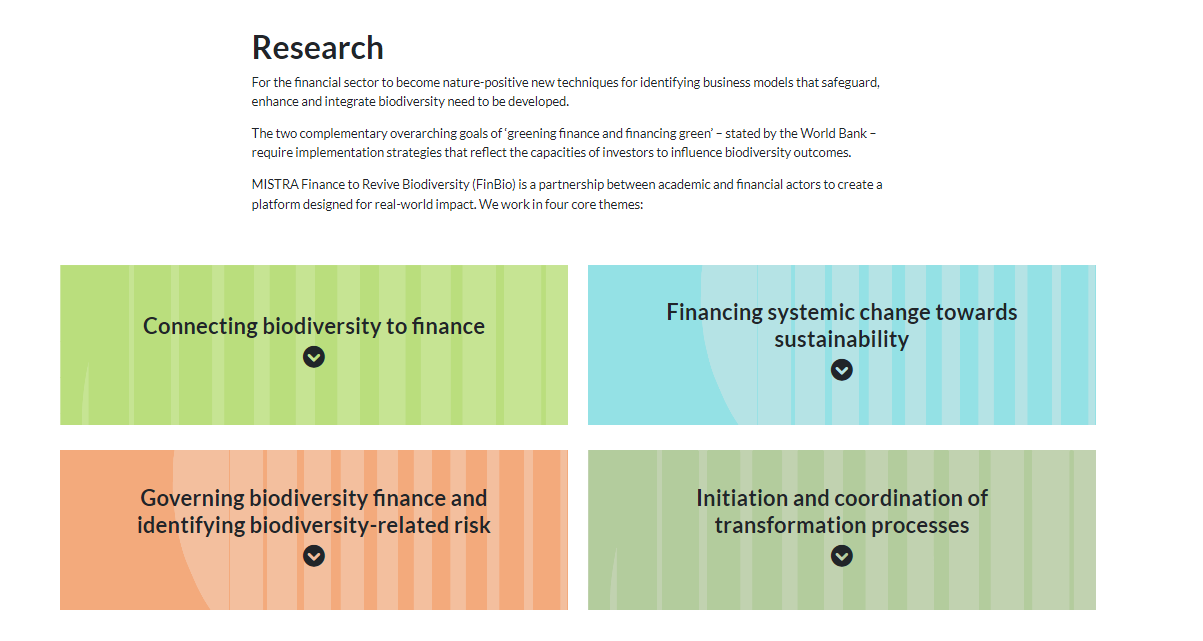 Research
For the financial sector to become nature-positive new techniques for identifying business models that safeguard,
enhance and integrate biodiversity need to be developed.
The two complementary overarching goals of ‘greening finance and financing green’ – stated by the World Bank –
require implementation strategies that reflect the capacities of investors to influence biodiversity outcomes.
MISTRA Finance to Revive Biodiversity (FinBio) is a partnership between academic and financial actors to create a
platform designed for real-world impact. We work in four core themes:
Connecting biodiversity to finance
Financing systemic change towards
sustainability
Governing biodiversity finance and
identifying biodiversity-related risk
Initiation and coordination of
transformation processes